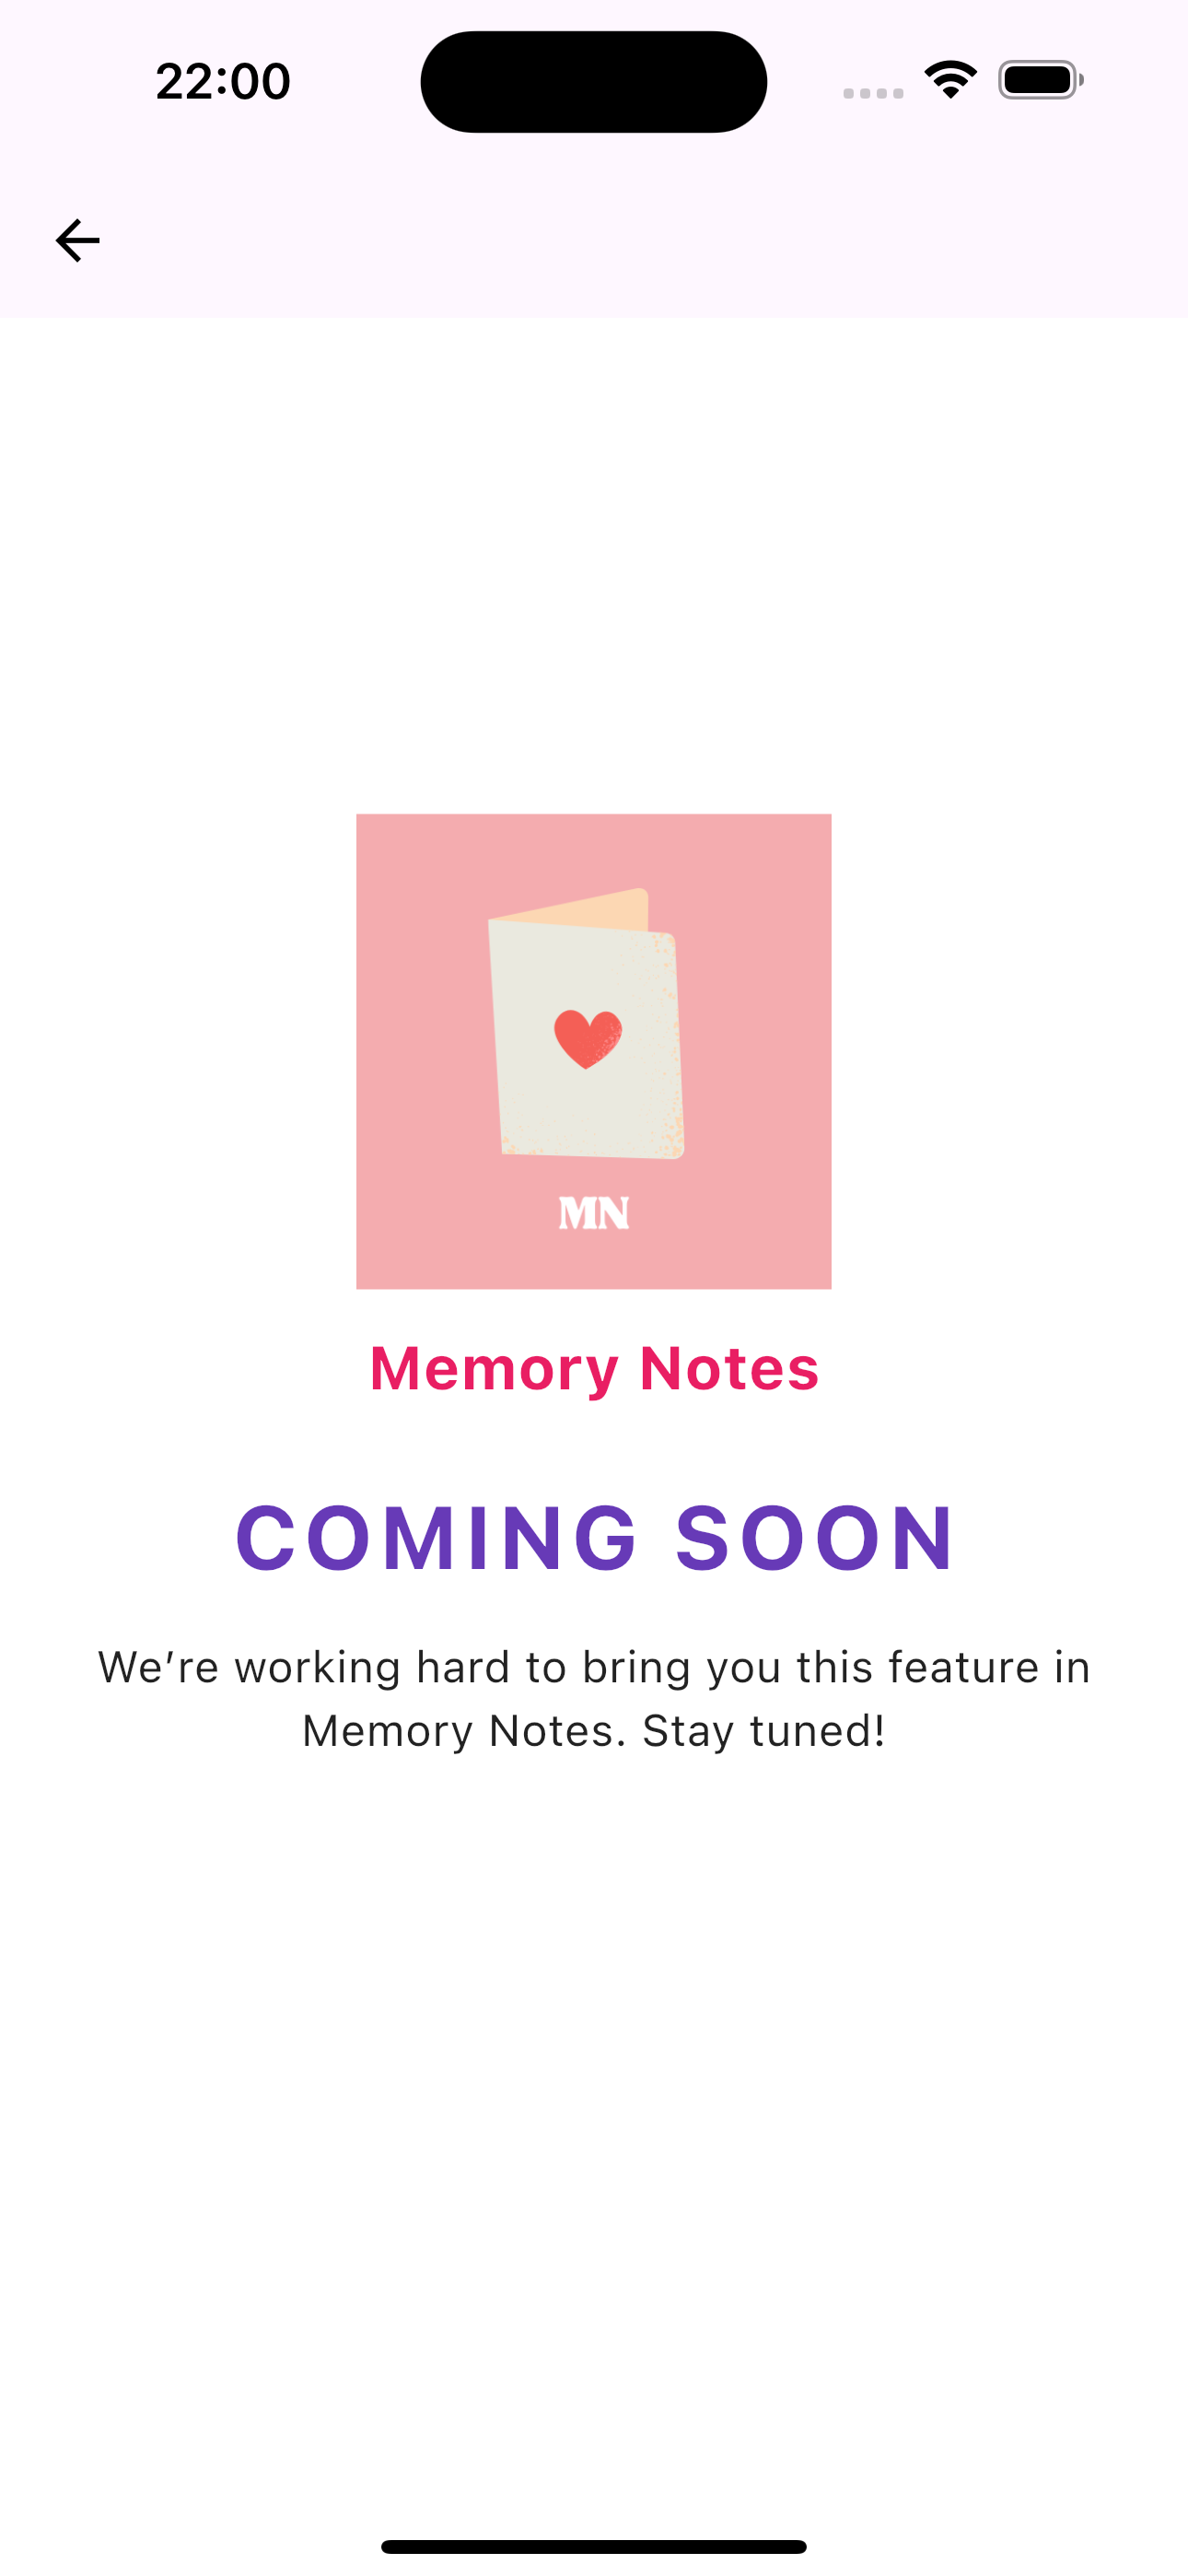 22:00
MN
Memory Notes
COMING SOON
We’re working hard to bring you this feature in
Memory Notes. Stay tuned!